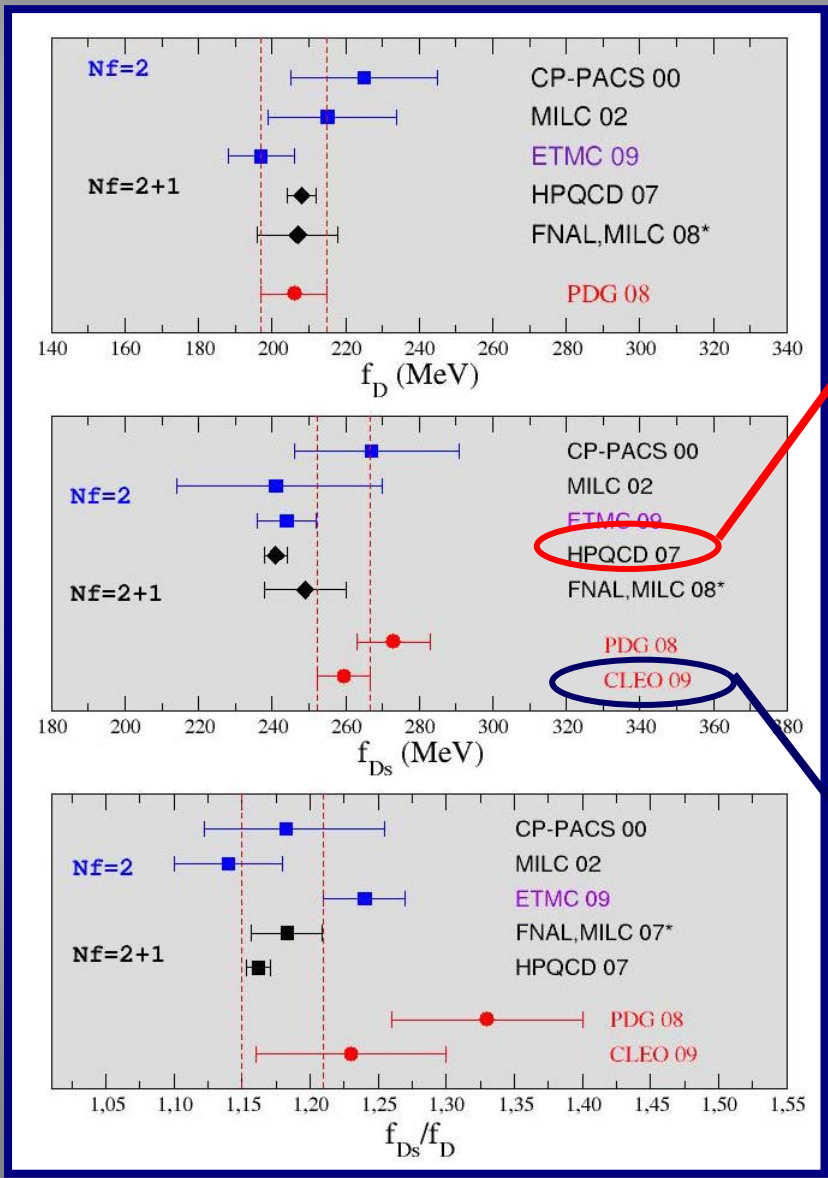 Nf=2
CP-PACS 00
MILC 02
ETMC 09
Nf=2+1
HPQCD 07
FNAL,MILC 08*
PDG 08
140 160 180 200 220 240 260 280 300 320 340
f_D (MeV)
CP-PACS 00
Nf=2
MILC 02
ETMC 09
HPQCD 07
Nf=2+1
FNAL,MILC 08*
PDG 08
CLEO 09
180 200 220 240 260 280 300 320 340 360 380
f_Ds (MeV)
CP-PACS 00
Nf=2
MILC 02
ETMC 09
FNAL,MILC 07*
Nf=2+1
HPQCD 07
PDG 08
CLEO 09
1,05 1,10 1,15 1,20 1,25 1,30 1,35 1,40 1,45 1,50 1,55
f_Ds/f_D